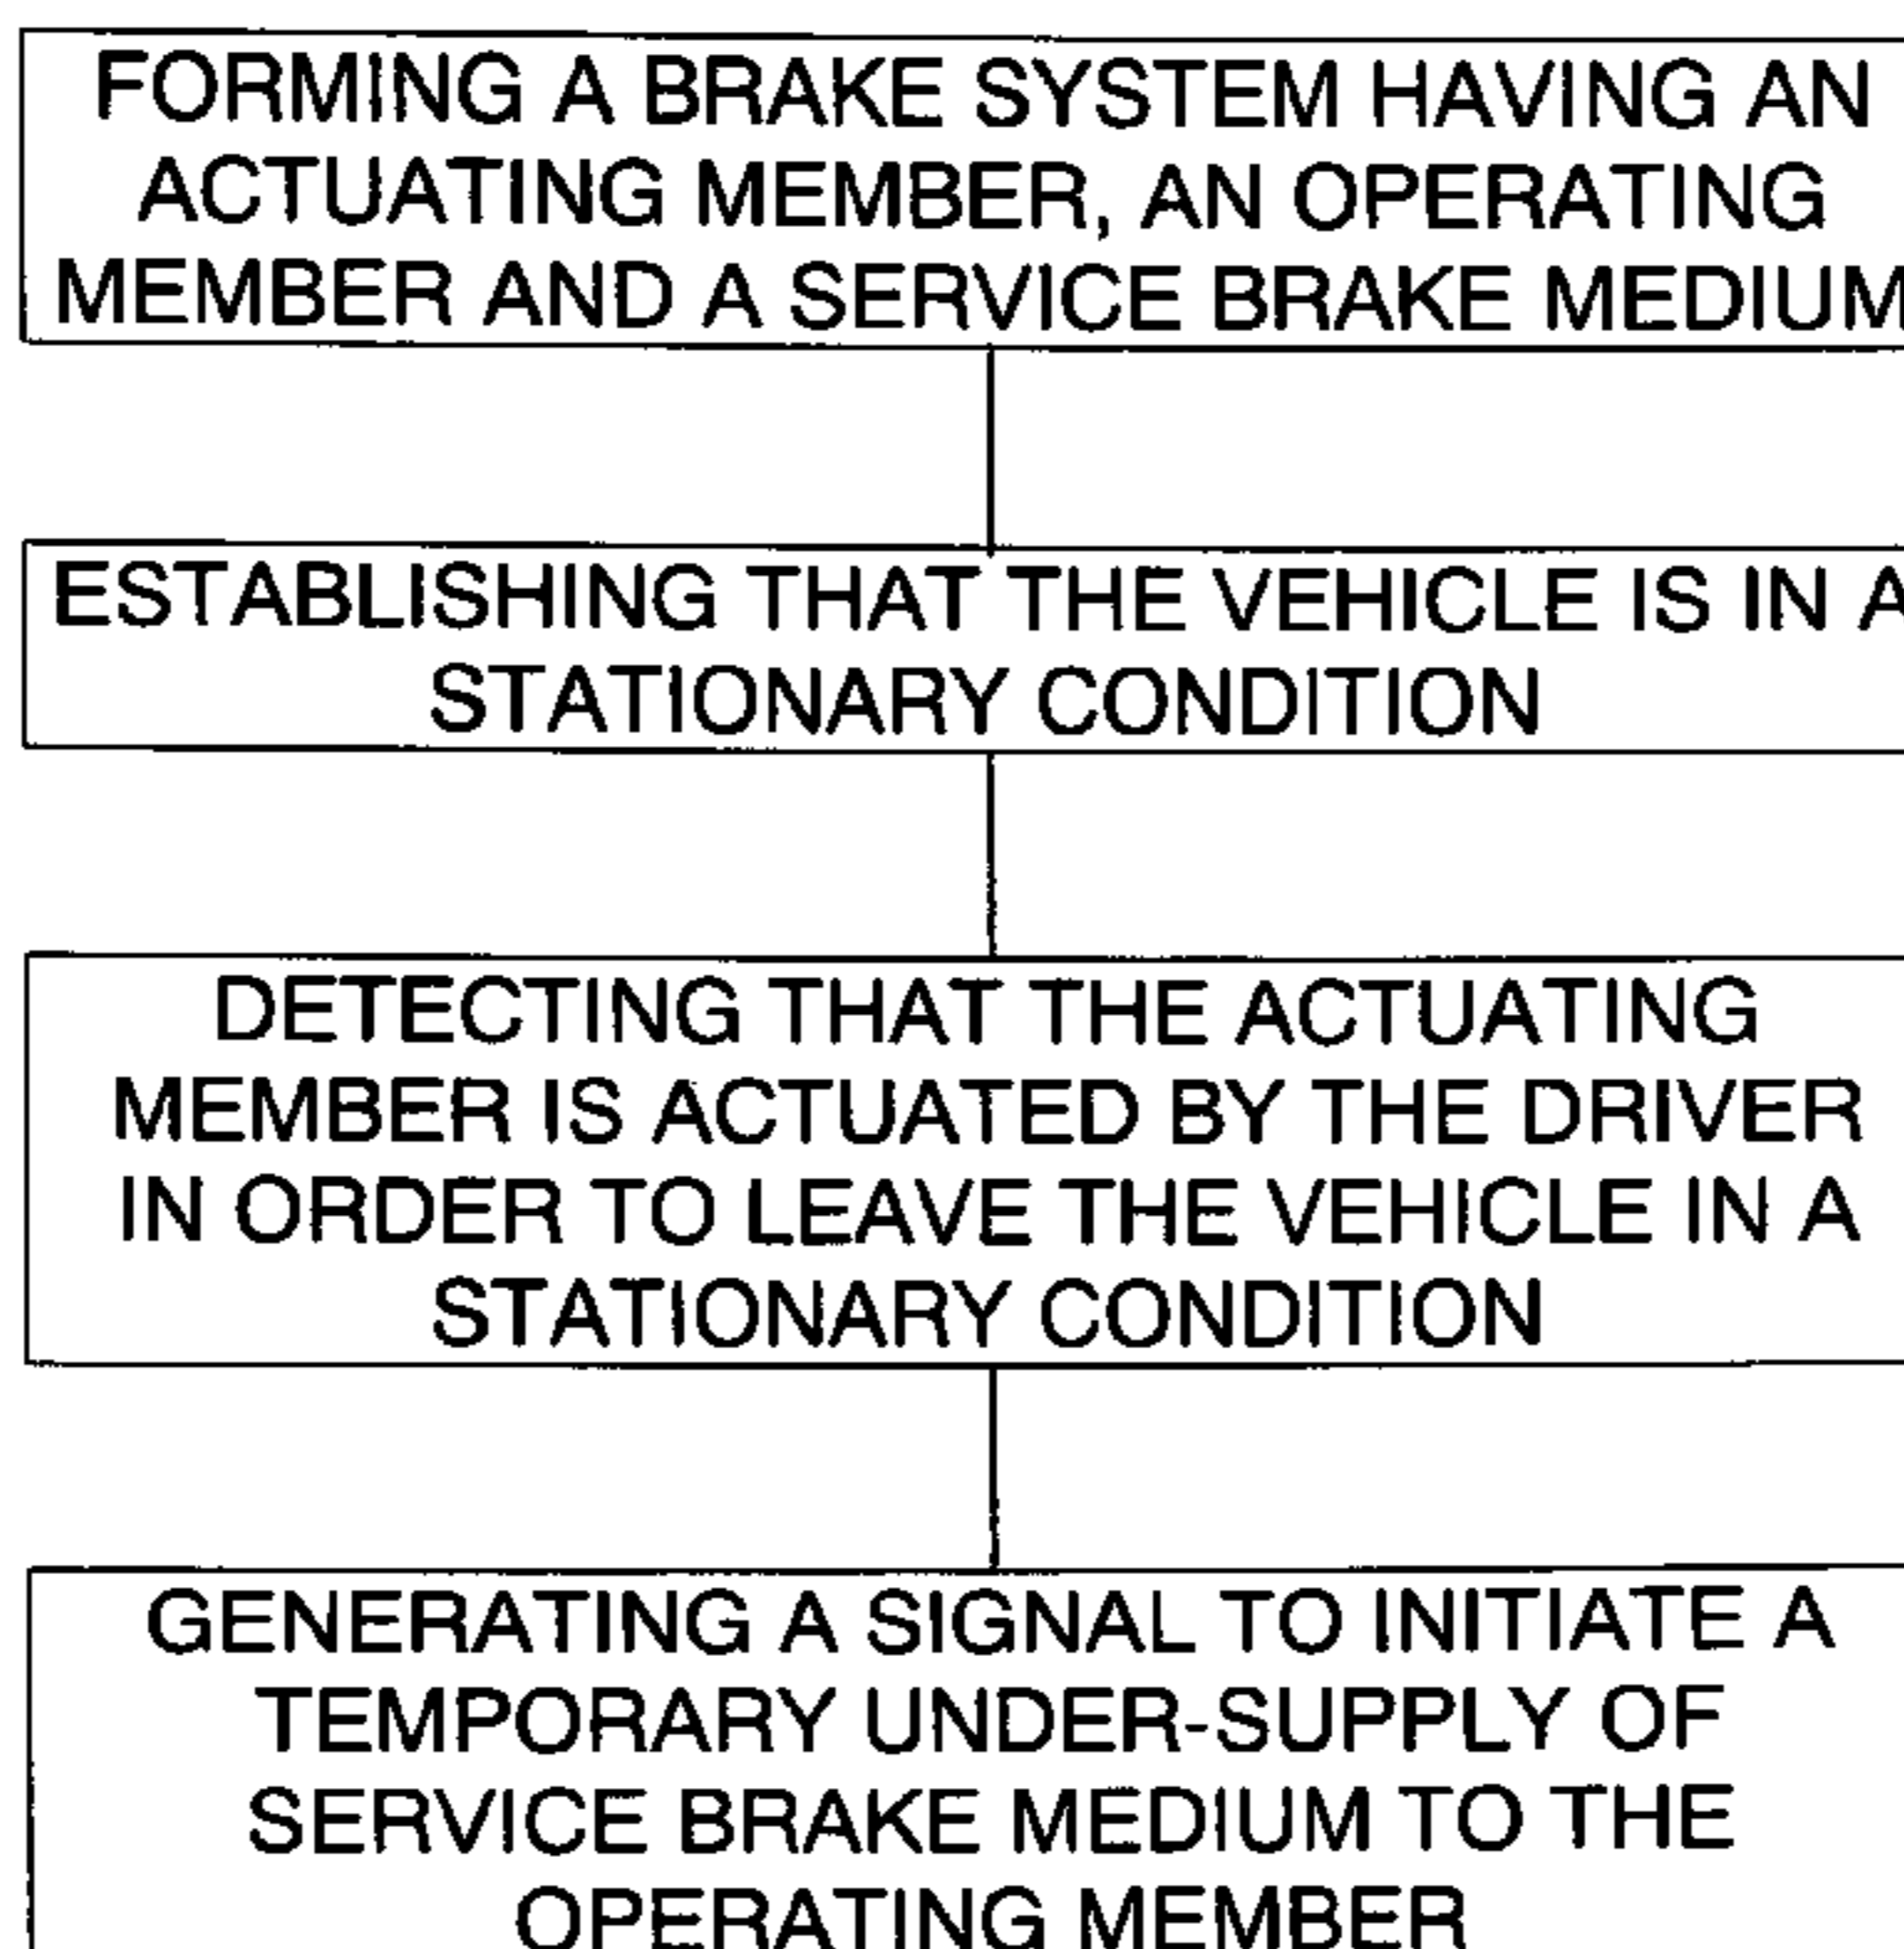 FORMING A BRAKE SYSTEM HAVING AN
ACTUATING MEMBER, AN OPERATING
MEMBER AND A SERVICE BRAKE MEDIUM
ESTABLISHING THAT THE VEHICLE IS IN A
STATIONARY CONDITION
DETECTING THAT THE ACTUATING
MEMBER IS ACTUATED BY THE DRIVER
IN ORDER TO LEAVE THE VEHICLE IN A
STATIONARY CONDITION
GENERATING A SIGNAL TO INITIATE A
TEMPORARY UNDER-SUPPLY OF
SERVICE BRAKE MEDIUM TO THE
OPERATING MEMBER